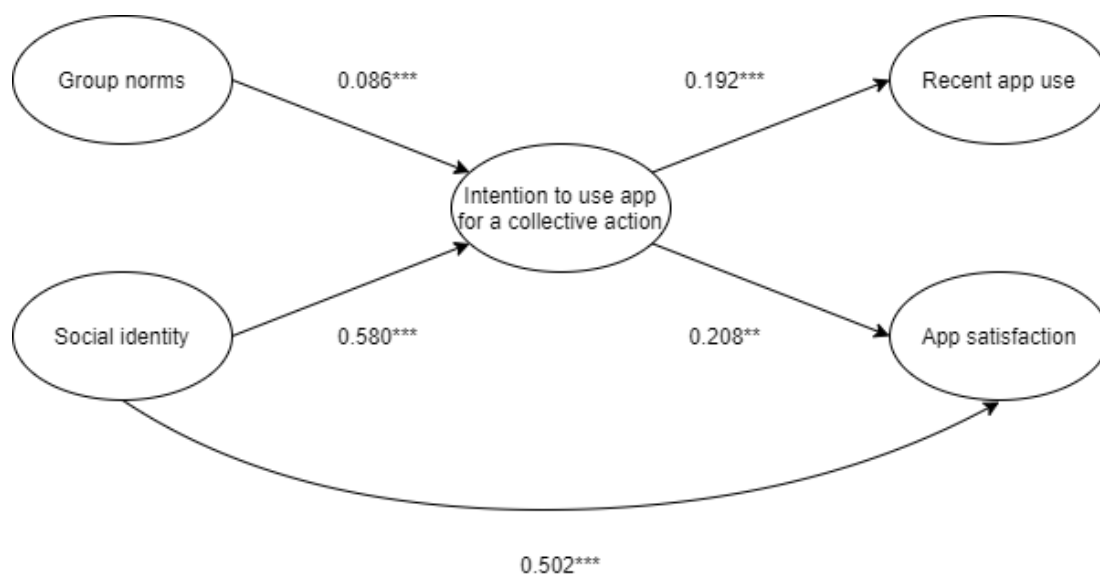 Group norms
0.086***
0.192***
Recent app use
Intention to use app
for a collective action
Social identity
0.580***
0.208**
App satisfaction
0.502***